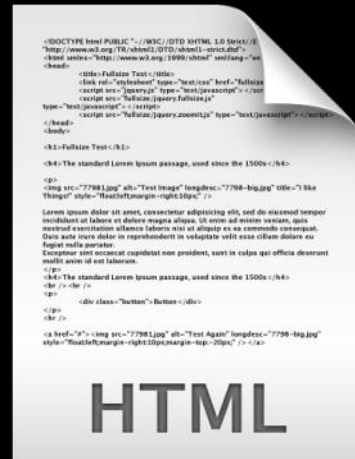 <!DOCTYPE html PUBLIC "-//W3C//DTD XHTML 1.0 Strict//E
"http://www.w3.org/TR/xhtml1/DTD/xhtml1-strict.dtd">
<html xmlns="http://www.w3.org/1999/xhtml" xml:lang="en
<head>
<title>Fullsize Test</title>
<link rel="stylesheet" type="text/css" href="fullsize
<script src="jquery.js" type="text/javascript"></scr
<script src="fullsize/jquery.fullsize.js"
type="text/javascript"></script>
<script src="fullsize/jquery.zoomit.js" type="text/javascript"></script>
</head>
<body>
<h1>Fullsize Test</h1>
<h4>The standard Lorem Ipsum passage, used since the 1500s</h4>
<p>
<img src="77981.jpg" alt="Test Image" longdesc="7798-big.jpg" title="I like
Things!" style="float:left;margin-right:10px;" />
Lorem ipsum dolor sit amet, consectetur adipisicing elit, sed do eiusmod tempor
incididunt ut labore et dolore magna aliqua. Ut enim ad minim veniam, quis
nostrud exercitation ullamco laboris nisi ut aliquip ex ea commodo consequat.
Duis aute irure dolor in reprehenderit in voluptate velit esse cillum dolore eu
fugiat nulla pariatur.
Excepteur sint occaecat cupidatat non proident, sunt in culpa qui officia deserunt
mollit anim id est laborum.
</p>
<h4>The standard Lorem Ipsum passage, used since the 1500s</h4>
<br /><br />
<p>
<div class="button">Button</div>
</p>
<hr />
<a href="#"><img src="77981.jpg" alt="Test Again" longdesc="7798-big.jpg"
style="float:left;margin-right:10px;margin-top:-20px;" /></a>
HTML